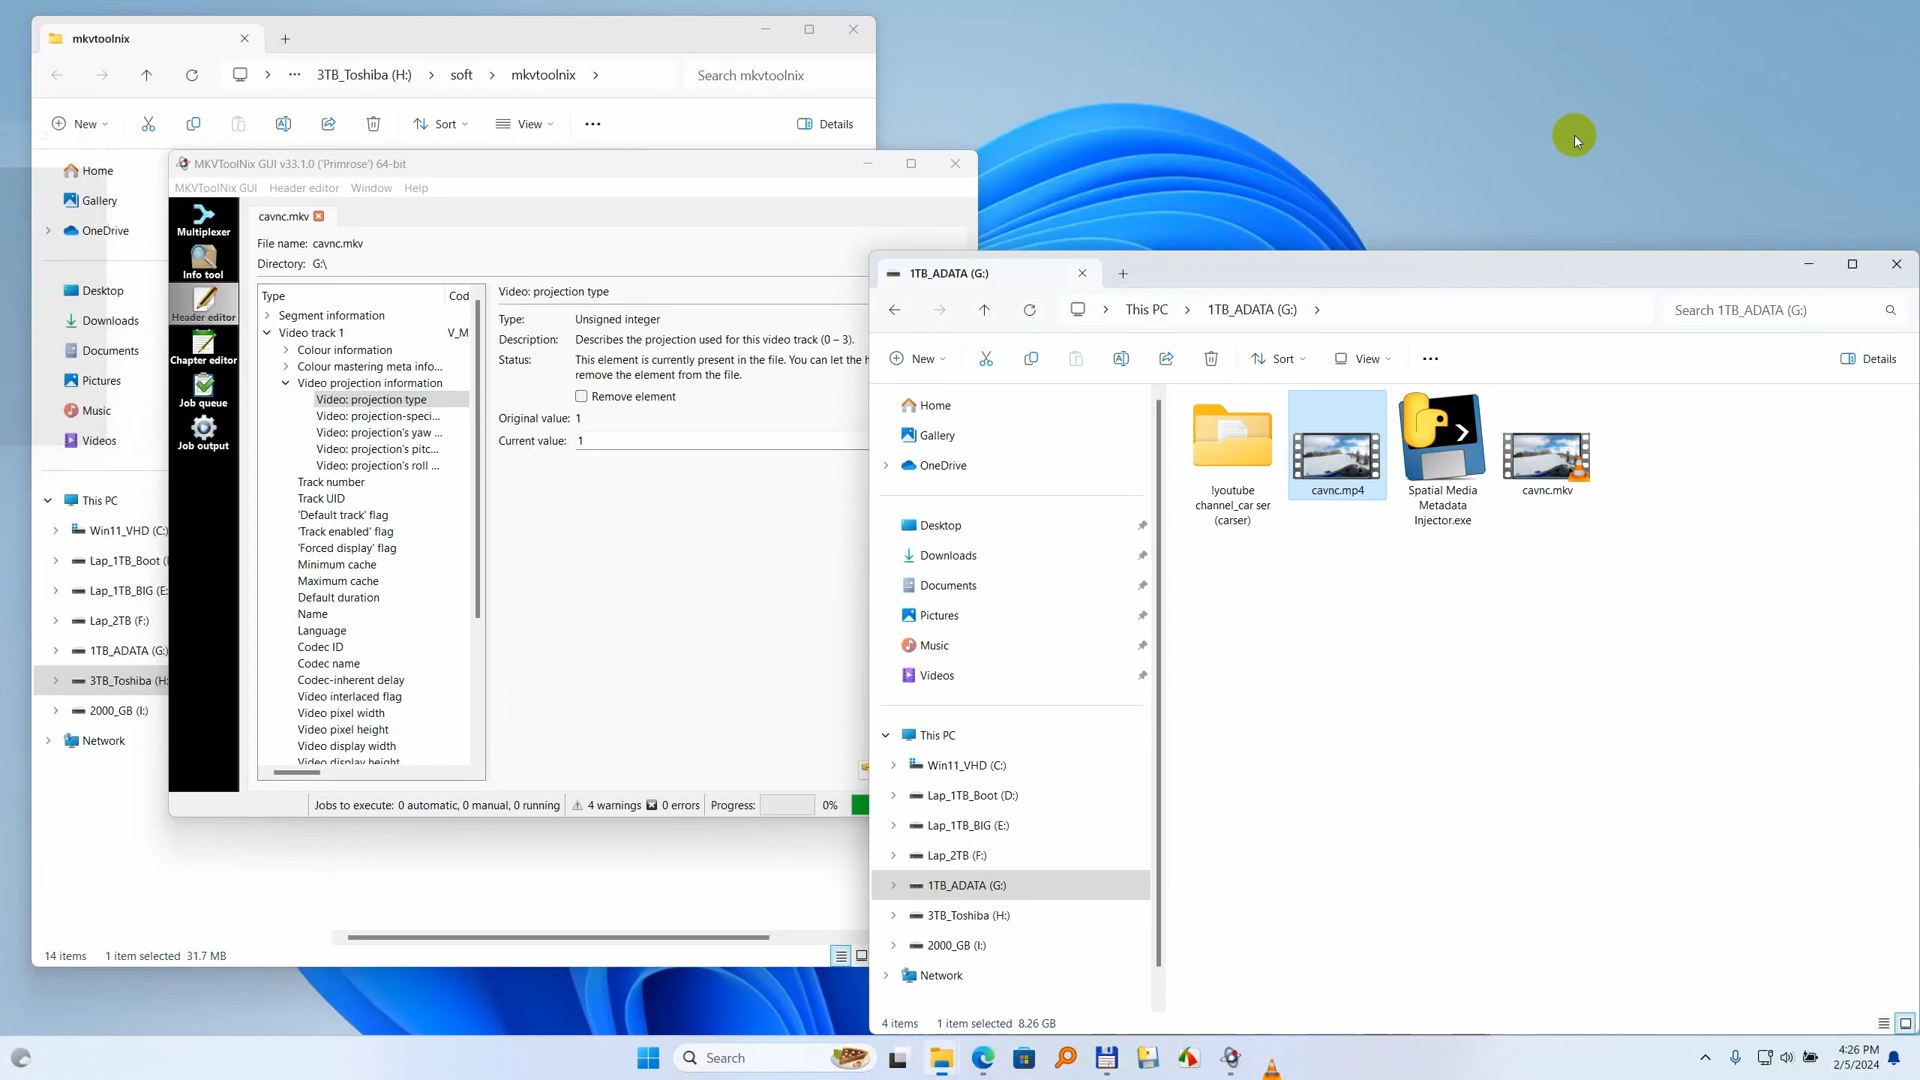 mkvtoolnix
3TB_Toshiba (H:)
soft
mkvtoolnix
Search mkvtoolnix
New
Sort
View
Details
Home
Gallery
OneDrive
Desktop
Downloads
Documents
Pictures
Music
Videos
This PC
Win11_VHD (C:)
Lap_1TB_Boot (
Lap_1TB_BIG (E:
Lap_2TB (F:)
1TB_ADATA (G:)
3TB_Toshiba (H:
2000_GB (I:)
Network
14 items
1 item selected 31.7 MB
MKVToolNix GUI v33.1.0 ('Primrose') 64-bit
MKVToolNix GUI
Header editor
Window
Help
Multiplexer
Info tool
Header editor
Chapter editor
Job queue
Job output
cavnc.mkv
File name: cavnc.mkv
Directory: G:\
Type
Cod
Segment information
Video track 1
V_M
Colour information
Colour mastering meta info...
Video projection information
Video: projection type
Video: projection-speci...
Video: projection's yaw ...
Video: projection's pitc...
Video: projection's roll ...
Track number
Track UID
'Default track' flag
'Track enabled' flag
'Forced display' flag
Minimum cache
Maximum cache
Default duration
Name
Language
Codec ID
Codec name
Codec-inherent delay
Video interlaced flag
Video pixel width
Video pixel height
Video display width
Video display height
Video: projection type
Type: Unsigned integer
Description: Describes the projection used for this video track (0 – 3).
Status: This element is currently present in the file. You can let the h
remove the element from the file.
Remove element
Original value: 1
Current value: 1
Jobs to execute: 0 automatic, 0 manual, 0 running
4 warnings
0 errors
Progress:
0%
1TB_ADATA (G:)
This PC
1TB_ADATA (G:)
Search 1TB_ADATA (G:)
New
Sort
View
Details
Home
Gallery
OneDrive
Desktop
Downloads
Documents
Pictures
Music
Videos
This PC
Win11_VHD (C:)
Lap_1TB_Boot (D:)
Lap_1TB_BIG (E:)
Lap_2TB (F:)
1TB_ADATA (G:)
3TB_Toshiba (H:)
2000_GB (I:)
Network
!youtube
channel_car ser
(carser)
cavnc.mp4
Spatial Media
Metadata
Injector.exe
cavnc.mkv
4 items
1 item selected 8.26 GB
Search
4:26 PM
2/5/2024